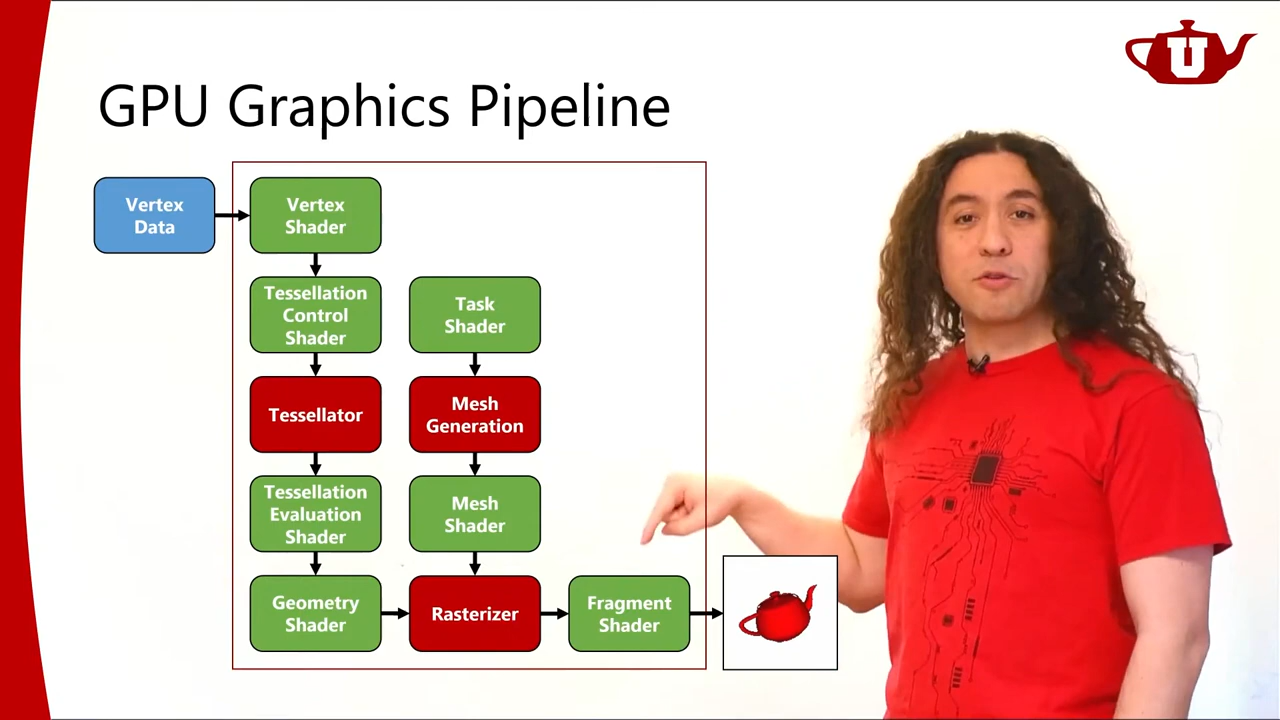 U
GPU Graphics Pipeline
Vertex
Data
Vertex
Shader
Tessellation
Control
Shader
Task
Shader
Tessellator
Mesh
Generation
Tessellation
Evaluation
Shader
Mesh
Shader
Geometry
Shader
Rasterizer
Fragment
Shader